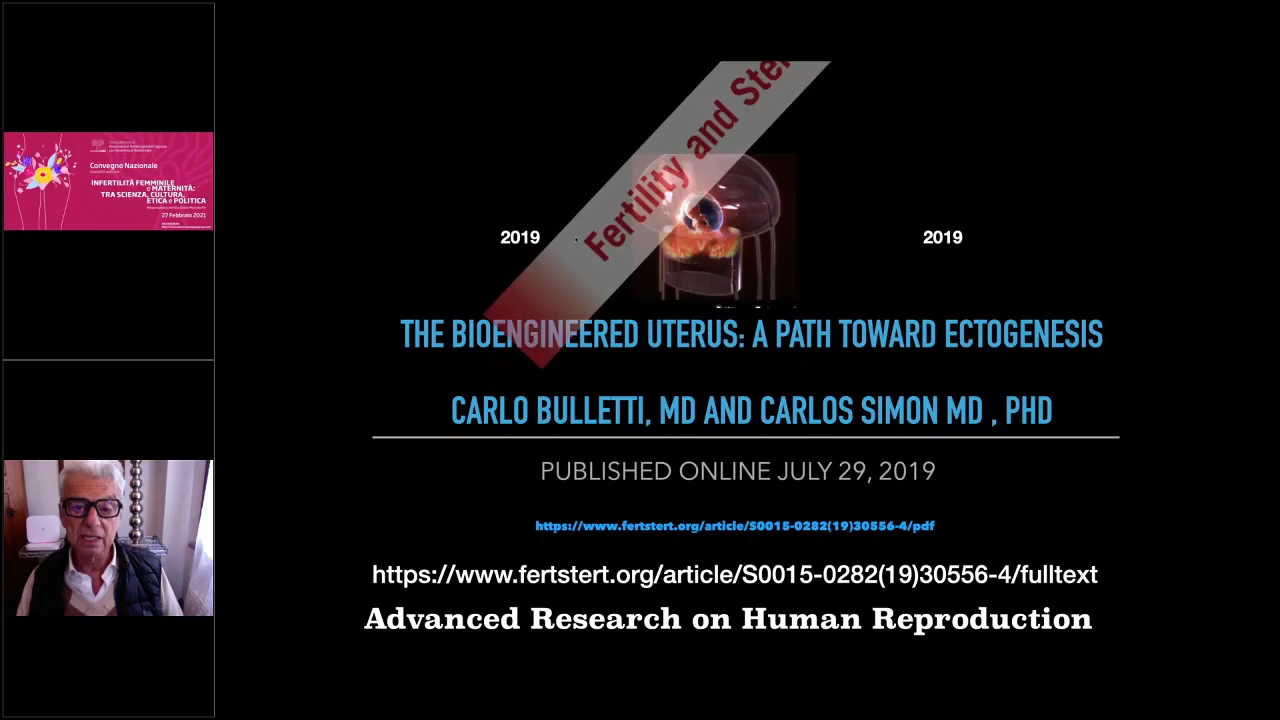 Convegno Nazionale
INFERTILITÀ FEMMINILE
e MATERNITÀ:
TRA SCIENZA, CULTURA,
ETICA e POLITICA
27 Febbraio 2021
Fertility and Ster
2019
2019
THE BIOENGINEERED UTERUS: A PATH TOWARD ECTOGENESIS
CARLO BULLETTI, MD AND CARLOS SIMON MD , PHD
PUBLISHED ONLINE JULY 29, 2019
https://www.fertstert.org/article/S0015-0282(19)30556-4/pdf
https://www.fertstert.org/article/S0015-0282(19)30556-4/fulltext
Advanced Research on Human Reproduction